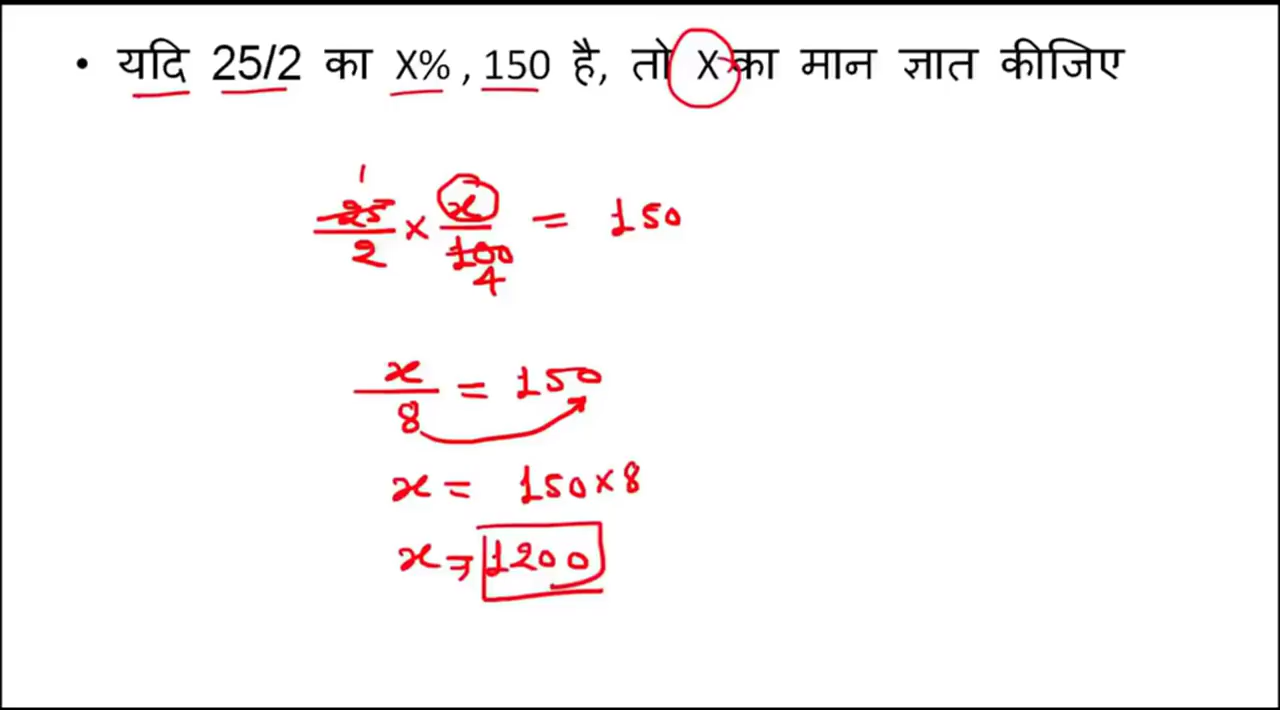 • यदि 25/2 का X% , 150 है, तो X का मान ज्ञात कीजिए
1
25/2 × x/100 = 150
4
x/8 = 150
x = 150×8
x = 1200